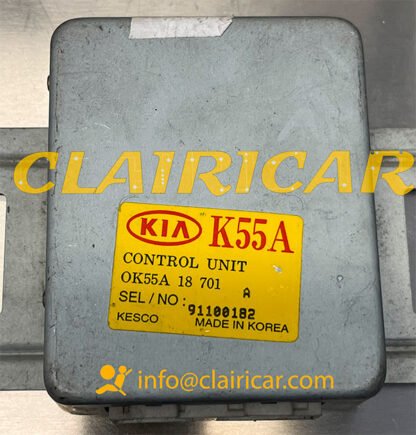 CLAIRICAR
KIA K55A
CONTROL UNIT
OK55A 18 701 A
SEL / NO : 91100182
KESCO MADE IN KOREA
info@clairicar.com